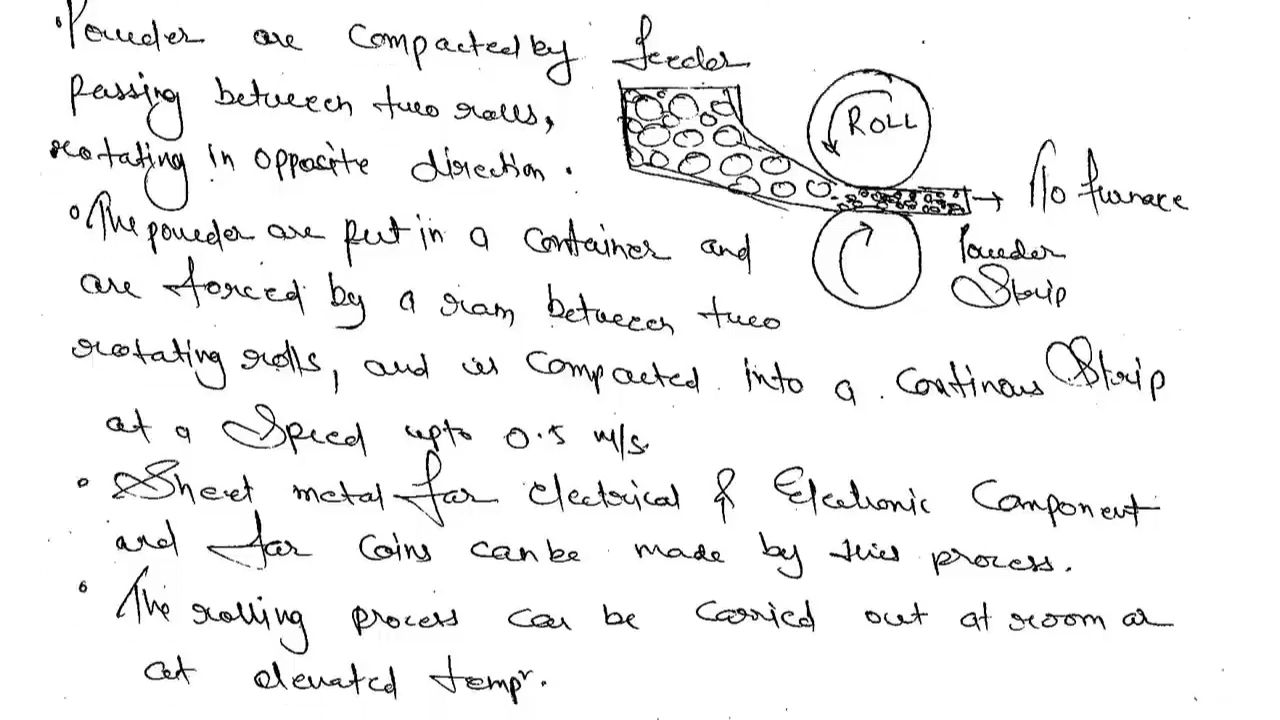 Powder are compacted by feeder
Passing between two rolls,
ROLL
rotating in opposite direction.
To furnace
The powder are put in a container and
Powder
are forced by a ram between two
Strip
rotating rolls, and is compacted into a continous Strip
at a Speed upto 0.5 m/s.
Sheet metal for electrical & Electronic Component
and for coins can be made by this process.
The rolling process can be carried out at room or
at elevated tempr.